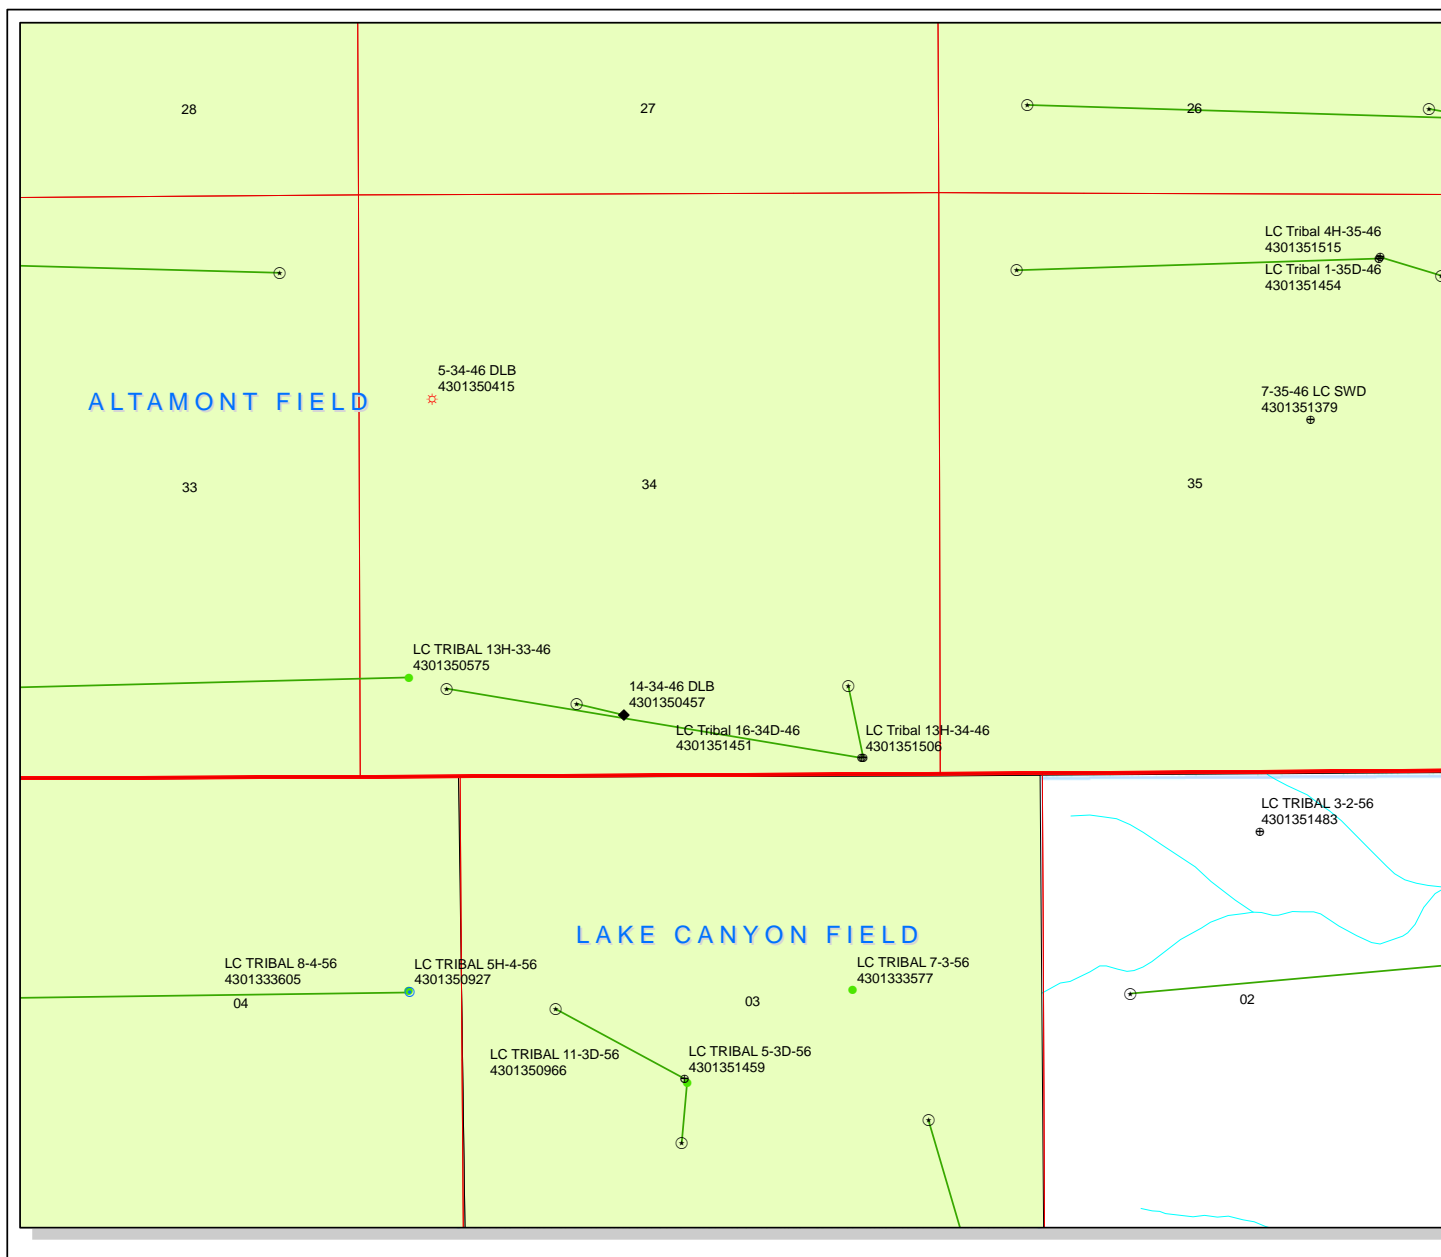 28
27
26
LC Tribal 4H-35-46
4301351515
LC Tribal 1-35D-46
4301351454
5-34-46 DLB
4301350415
ALTAMONT FIELD
7-35-46 LC SWD
4301351379
33
34
35
LC TRIBAL 13H-33-46
4301350575
14-34-46 DLB
4301350457
LC Tribal 16-34D-46
4301351451
LC Tribal 13H-34-46
4301351506
LC TRIBAL 3-2-56
4301351483
LAKE CANYON FIELD
LC TRIBAL 8-4-56
4301333605
LC TRIBAL 5H-4-56
4301350927
LC TRIBAL 7-3-56
4301333577
04
03
02
LC TRIBAL 11-3D-56
4301350966
LC TRIBAL 5-3D-56
4301351459